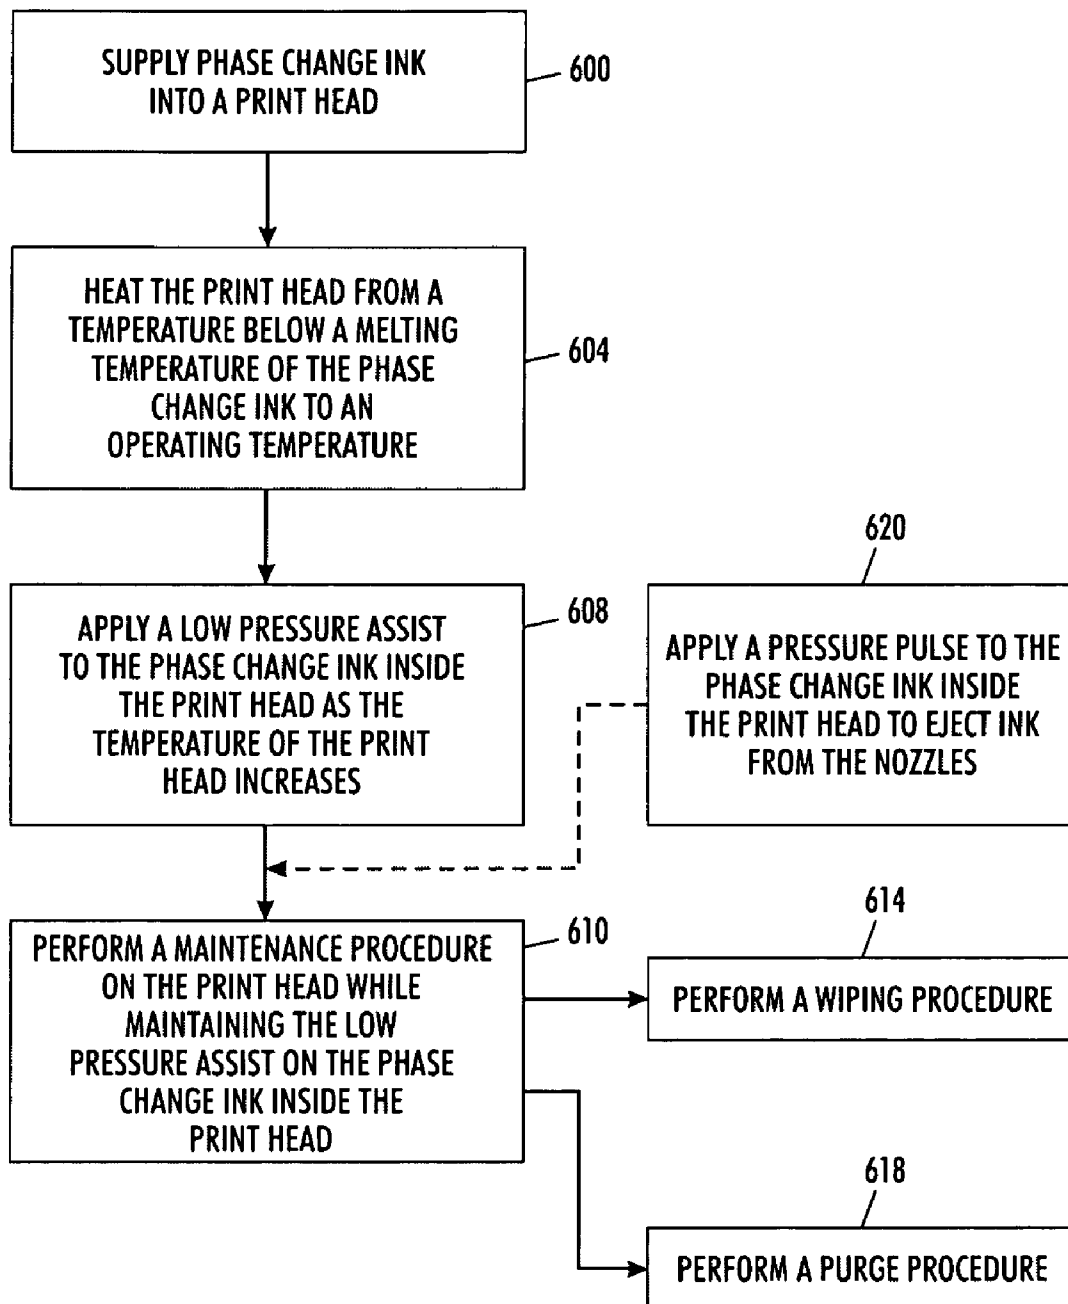 SUPPLY PHASE CHANGE INK
INTO A PRINT HEAD
600
HEAT THE PRINT HEAD FROM A
TEMPERATURE BELOW A MELTING
TEMPERATURE OF THE PHASE
CHANGE INK TO AN
OPERATING TEMPERATURE
604
APPLY A LOW PRESSURE ASSIST
TO THE PHASE CHANGE INK INSIDE
THE PRINT HEAD AS THE
TEMPERATURE OF THE PRINT
HEAD INCREASES
608
620
APPLY A PRESSURE PULSE TO THE
PHASE CHANGE INK INSIDE
THE PRINT HEAD TO EJECT INK
FROM THE NOZZLES
PERFORM A MAINTENANCE PROCEDURE
ON THE PRINT HEAD WHILE
MAINTAINING THE LOW
PRESSURE ASSIST ON THE PHASE
CHANGE INK INSIDE THE
PRINT HEAD
610
614
PERFORM A WIPING PROCEDURE
618
PERFORM A PURGE PROCEDURE